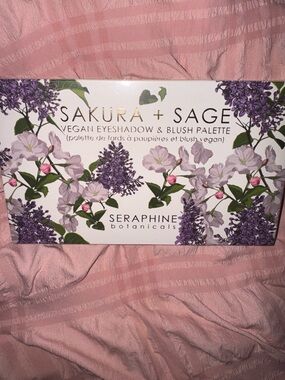 SAKURA + SAGE
VEGAN EYESHADOW & BLUSH PALETTE
(palette de fards à paupières et blush vegan)
SERAPHINE
botanicals